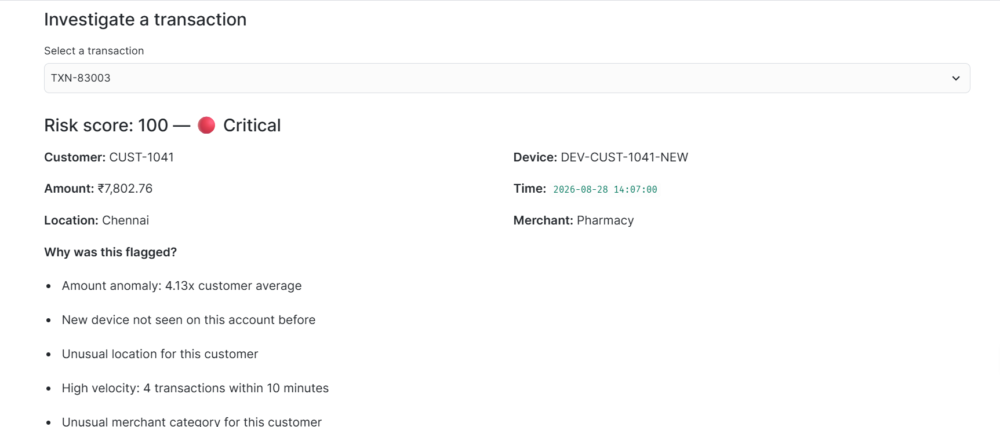 Investigate a transaction
Select a transaction
TXN-83003
Risk score: 100 — 🔴 Critical
Customer: CUST-1041
Device: DEV-CUST-1041-NEW
Amount: ₹7,802.76
Time: 2026-08-28 14:07:00
Location: Chennai
Merchant: Pharmacy
Why was this flagged?
• Amount anomaly: 4.13x customer average
• New device not seen on this account before
• Unusual location for this customer
• High velocity: 4 transactions within 10 minutes
• Unusual merchant category for this customer